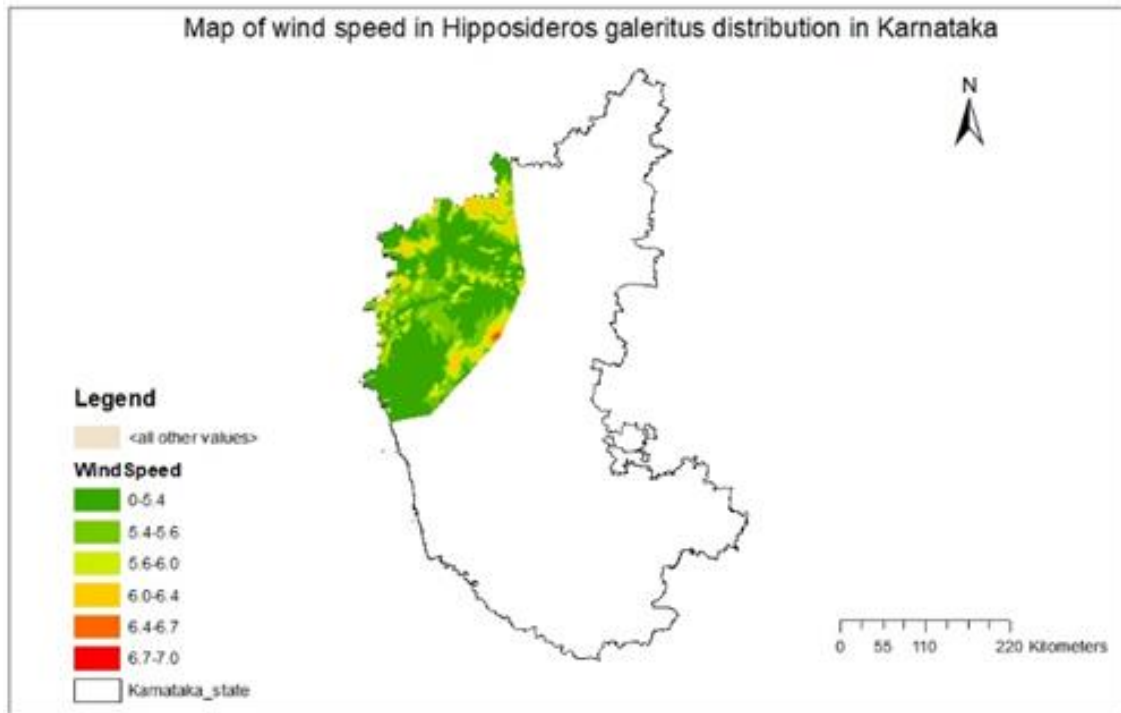 Map of wind speed in Hipposideros galeritus distribution in Karnataka
N
Legend
<all other values>
WindSpeed
0-5.4
5.4-5.6
5.6-6.0
6.0-6.4
6.4-6.7
6.7-7.0
Karnataka_state
0 55 110 220 Kilometers